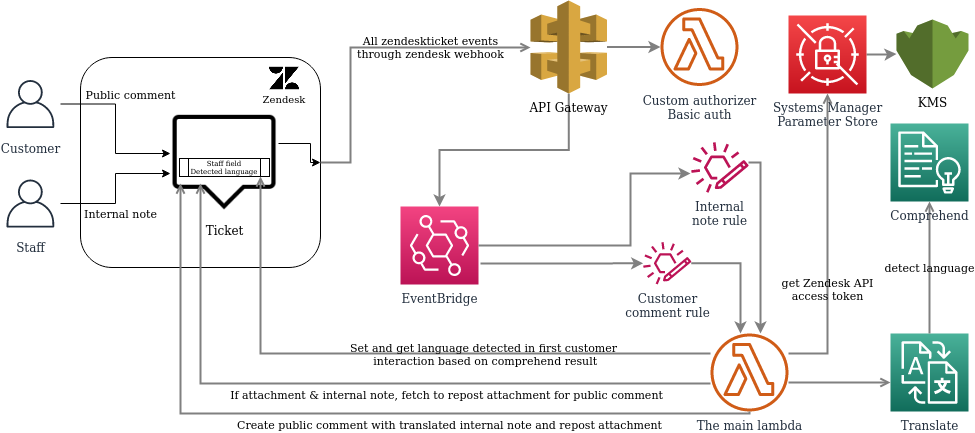 All zendeskticket events
through zendesk webhook
API Gateway
Custom authorizer
Basic auth
Systems Manager
Parameter Store
KMS
Zendesk
Public comment
Customer
Staff field
Detected language
Internal note
Staff
Ticket
Internal
note rule
Comprehend
EventBridge
Customer
comment rule
get Zendesk API
access token
detect language
Set and get language detected in first customer
interaction based on comprehend result
If attachment & internal note, fetch to repost attachment for public comment
Create public comment with translated internal note and repost attachment
The main lambda
A
文
Translate